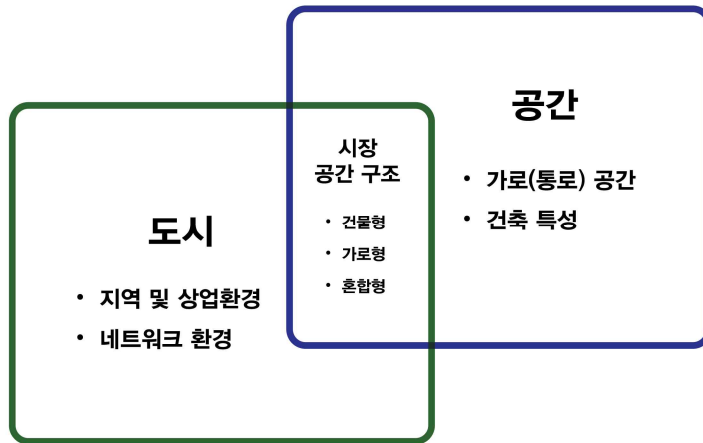 도시
• 지역 및 상업환경
• 네트워크 환경
시장
공간 구조
• 건물형
• 가로형
• 혼합형
공간
• 가로(통로) 공간
• 건축 특성